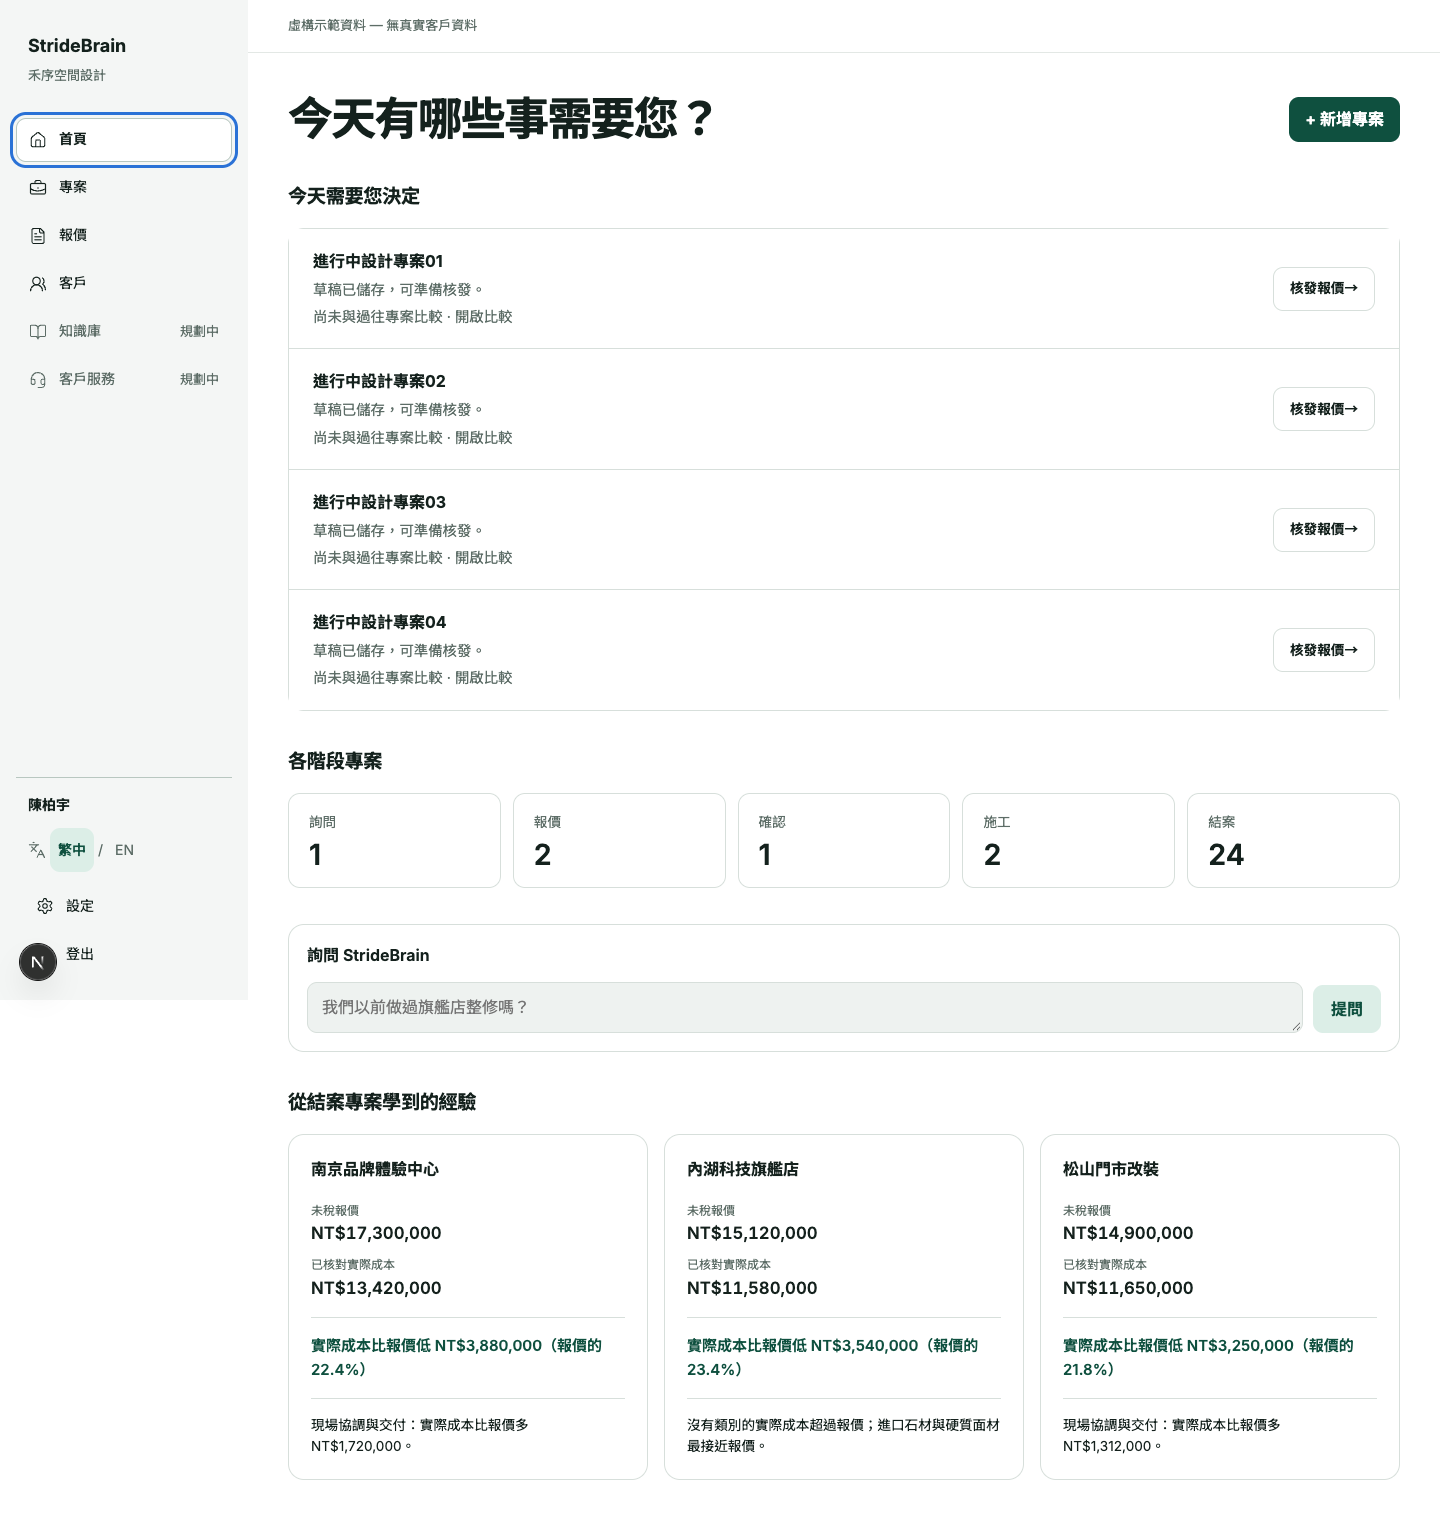 StrideBrain
禾序空間設計
首頁
專案
報價
客戶
知識庫 規劃中
客戶服務 規劃中
陳柏宇
繁中 / EN
設定
N 登出
虛構示範資料 — 無真實客戶資料
今天有哪些事需要您？
+ 新增專案
今天需要您決定
進行中設計專案01
草稿已儲存，可準備核發。
尚未與過往專案比較 · 開啟比較
核發報價→
進行中設計專案02
草稿已儲存，可準備核發。
尚未與過往專案比較 · 開啟比較
核發報價→
進行中設計專案03
草稿已儲存，可準備核發。
尚未與過往專案比較 · 開啟比較
核發報價→
進行中設計專案04
草稿已儲存，可準備核發。
尚未與過往專案比較 · 開啟比較
核發報價→
各階段專案
詢問
1
報價
2
確認
1
施工
2
結案
24
詢問 StrideBrain
我們以前做過旗艦店整修嗎？
提問
從結案專案學到的經驗
南京品牌體驗中心
未稅報價
NT$17,300,000
已核對實際成本
NT$13,420,000
實際成本比報價低 NT$3,880,000（報價的
22.4%）
現場協調與交付：實際成本比報價多
NT$1,720,000。
內湖科技旗艦店
未稅報價
NT$15,120,000
已核對實際成本
NT$11,580,000
實際成本比報價低 NT$3,540,000（報價的
23.4%）
沒有類別的實際成本超過報價；進口石材與硬質面材
最接近報價。
松山門市改裝
未稅報價
NT$14,900,000
已核對實際成本
NT$11,650,000
實際成本比報價低 NT$3,250,000（報價的
21.8%）
現場協調與交付：實際成本比報價多
NT$1,312,000。